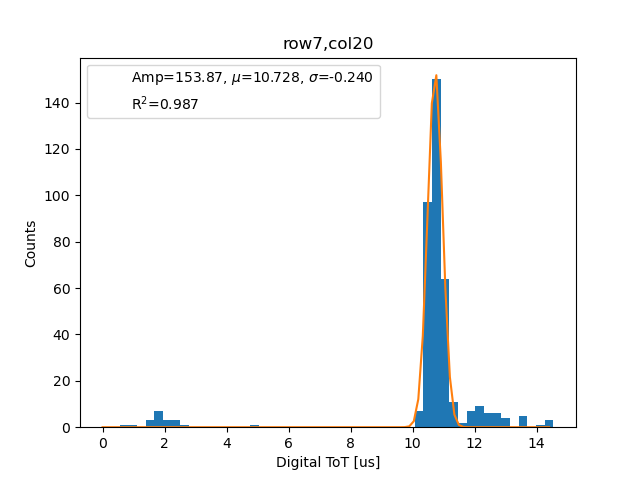 row7,col20
Amp=153.87, μ=10.728, σ=-0.240
R²=0.987
140
120
100
80
60
40
20
0
Counts
0 2 4 6 8 10 12 14
Digital ToT [us]